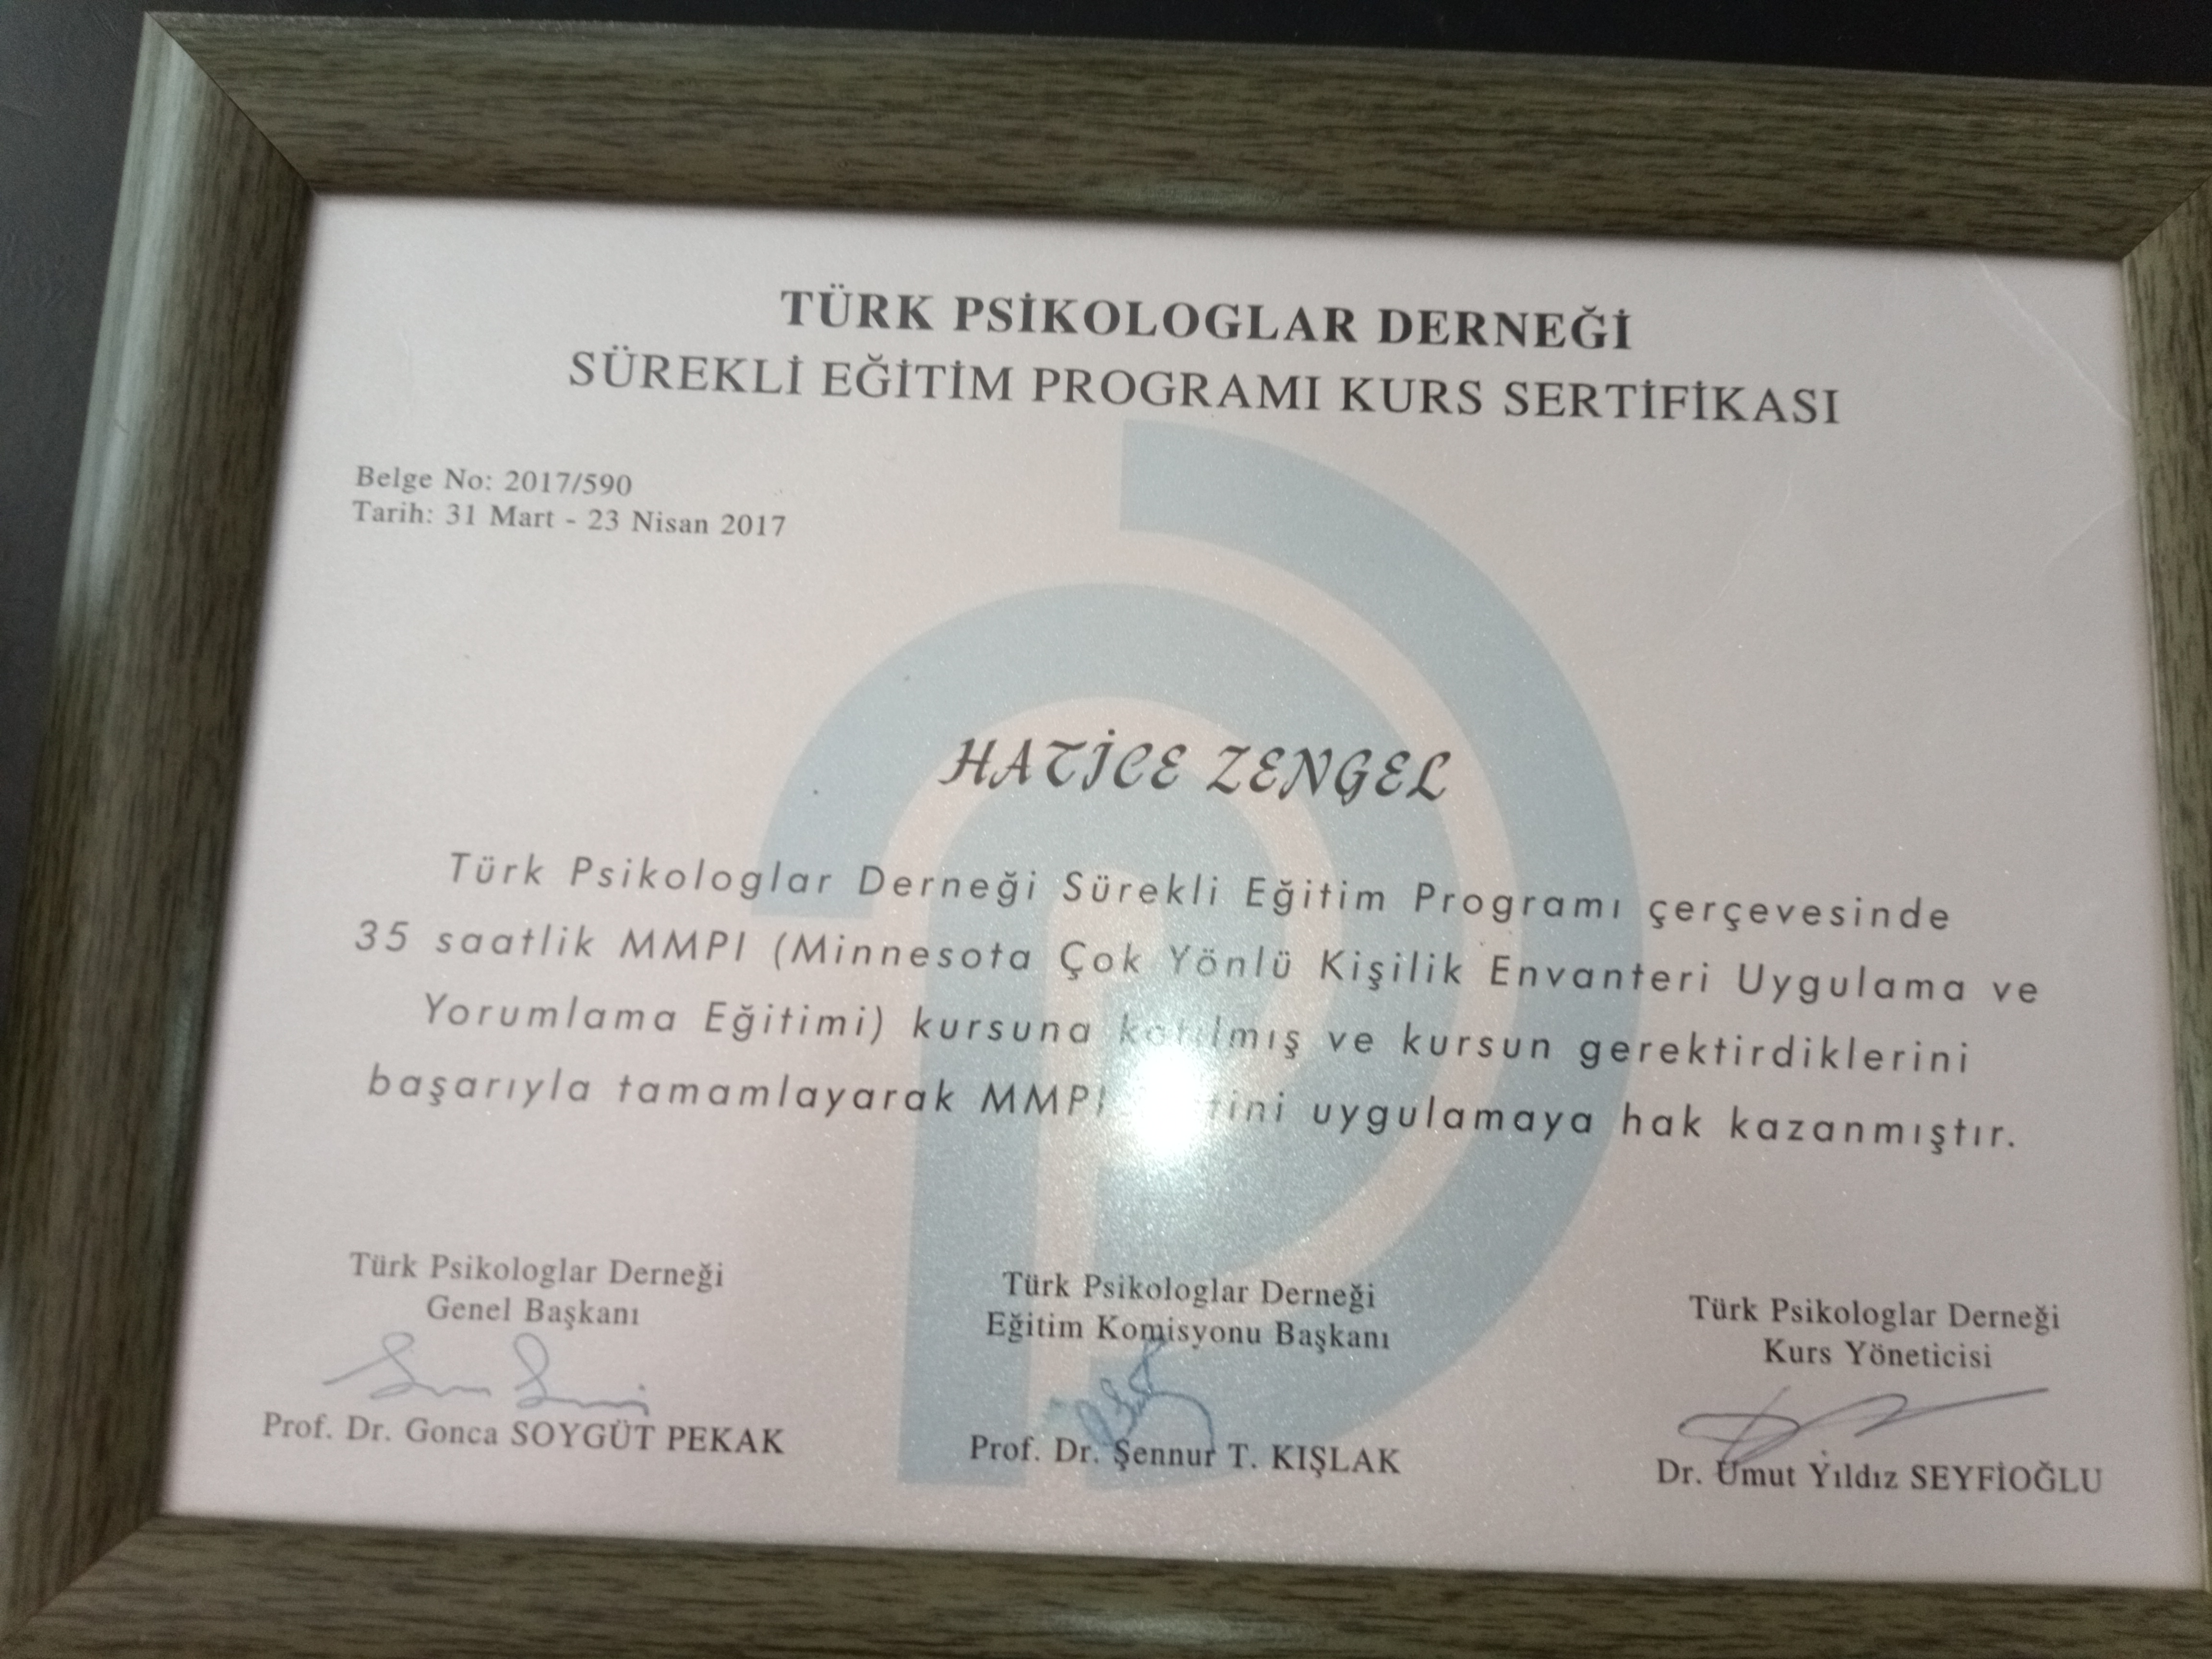 TÜRK PSİKOLOGLAR DERNEĞİ
SÜREKLİ EĞİTİM PROGRAMI KURS SERTİFİKASI
Belge No: 2017/590
Tarih: 31 Mart - 23 Nisan 2017
HATİCE ZENGEL
Türk Psikologlar Derneği Sürekli Eğitim Programı çerçevesinde
35 saatlik MMPI (Minnesota Çok Yönlü Kişilik Envanteri Uygulama ve
Yorumlama Eğitimi) kursuna katılmış ve kursun gerektirdiklerini
başarıyla tamamlayarak MMPI uygulamaya hak kazanmıştır.
Türk Psikologlar Derneği
Genel Başkanı
Prof. Dr. Gonca SOYGÜT PEKAK
Türk Psikologlar Derneği
Eğitim Komisyonu Başkanı
Prof. Dr. Şennur T. KIŞLAK
Türk Psikologlar Derneği
Kurs Yöneticisi
Dr. Umut Yıldız SEYFİOĞLU